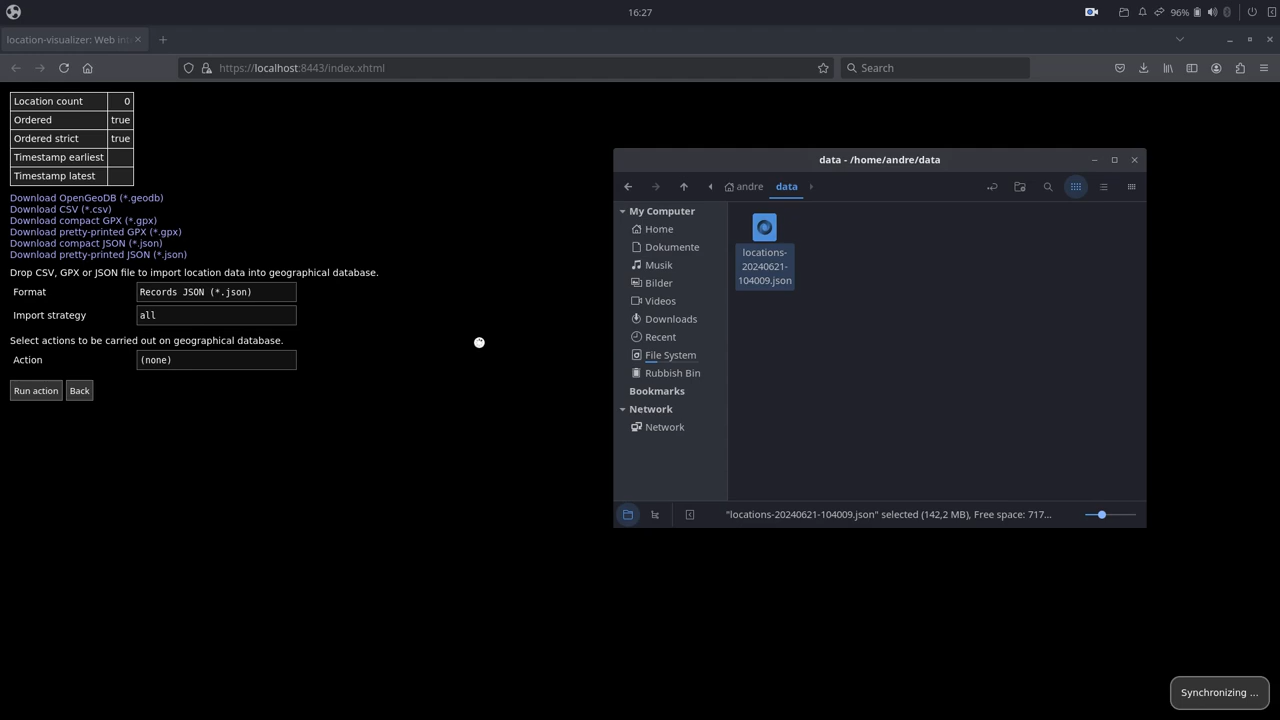 16:27
96%
location-visualizer: Web in
https://localhost:8443/index.xhtml
Search
Location count 0
Ordered true
Ordered strict true
Timestamp earliest
Timestamp latest
Download OpenGeoDB (*.geodb)
Download CSV (*.csv)
Download compact GPX (*.gpx)
Download pretty-printed GPX (*.gpx)
Download compact JSON (*.json)
Download pretty-printed JSON (*.json)
Drop CSV, GPX or JSON file to import location data into geographical database.
Format Records JSON (*.json)
Import strategy all
Select actions to be carried out on geographical database.
Action (none)
Run action Back
data - /home/andre/data
andre data
My Computer
Home
Dokumente
Musik
Bilder
Videos
Downloads
Recent
File System
Rubbish Bin
Bookmarks
Network
Network
locations-
20240621-
104009.json
"locations-20240621-104009.json" selected (142,2 MB), Free space: 717...
Synchronizing ...